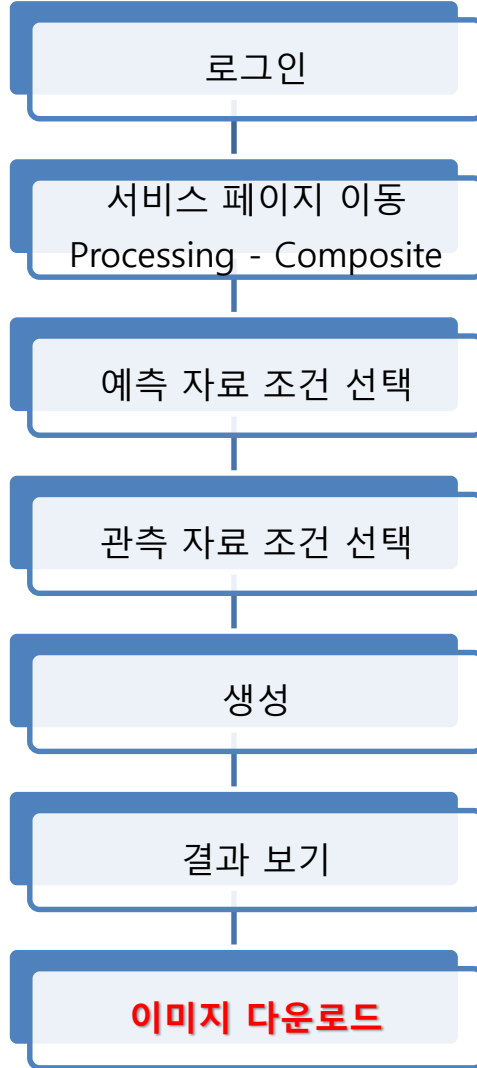 로그인
서비스 페이지 이동
Processing - Composite
예측 자료 조건 선택
관측 자료 조건 선택
생성
결과 보기
이미지 다운로드